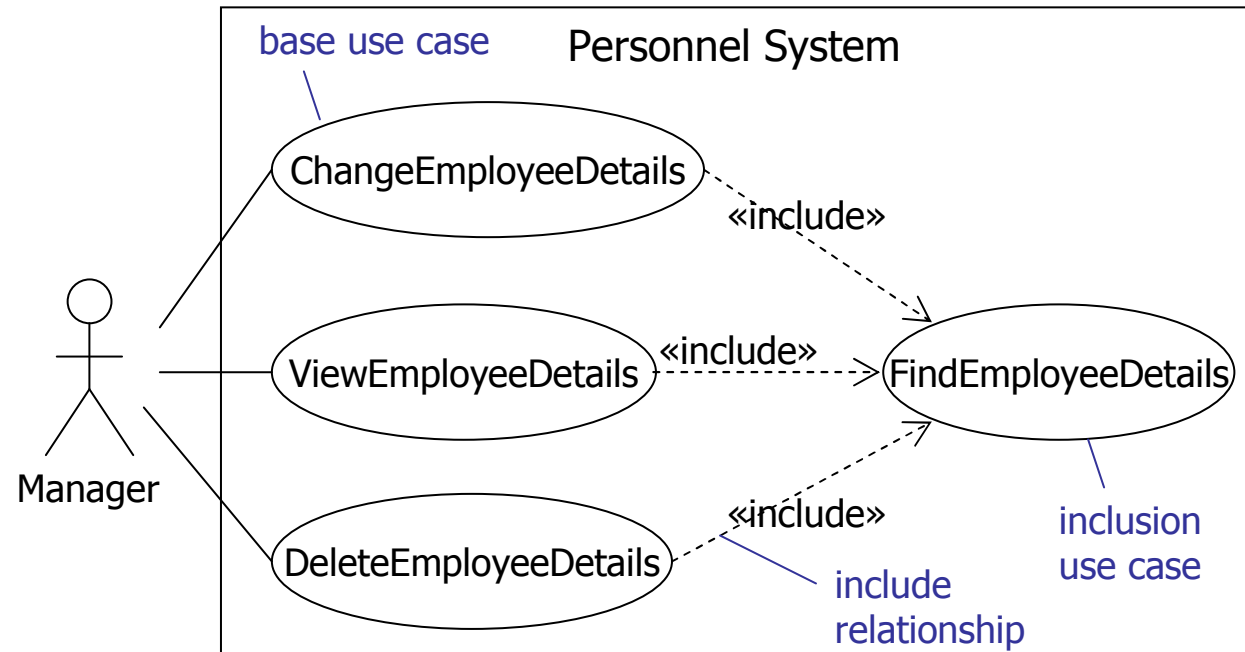 base use case
Personnel System
ChangeEmployeeDetails
«include»
ViewEmployeeDetails
«include»
FindEmployeeDetails
Manager
«include»
DeleteEmployeeDetails
inclusion
use case
include
relationship